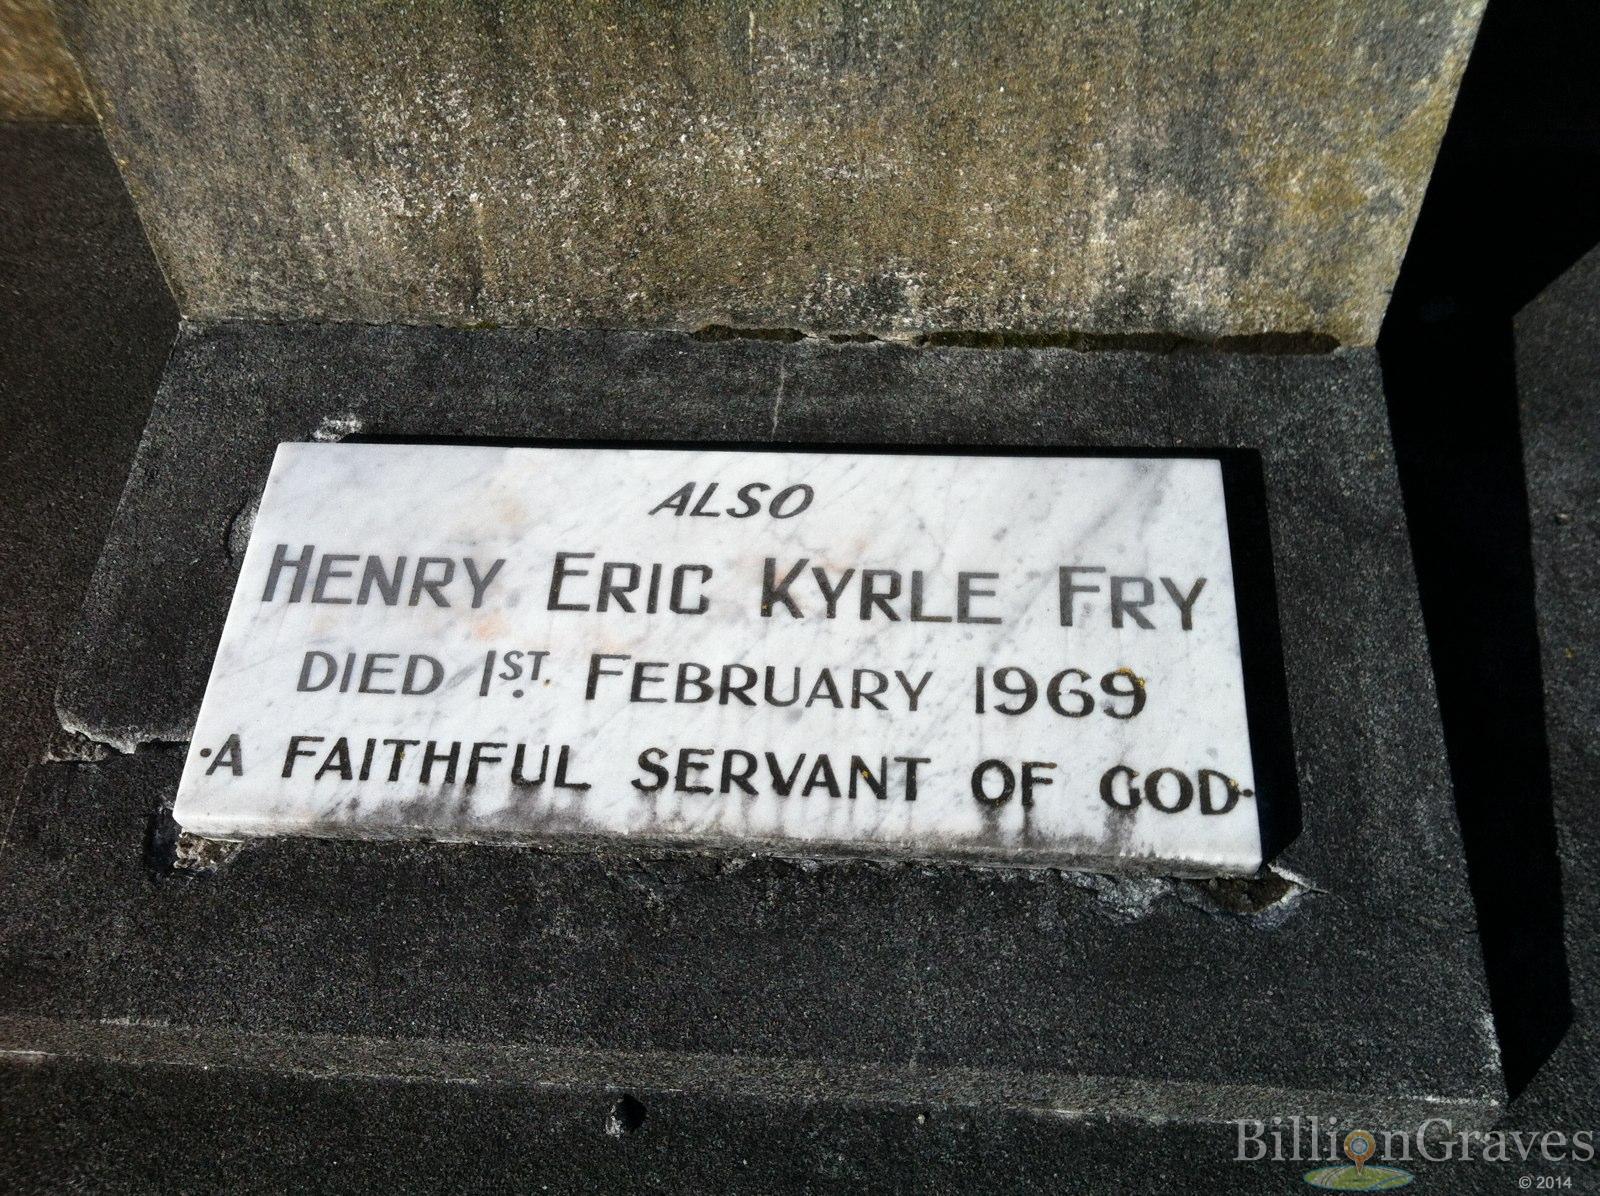 ALSO
HENRY ERIC KYRLE FRY
DIED 1ST. FEBRUARY 1969
·A FAITHFUL SERVANT OF GOD·
BillionGraves
© 2014